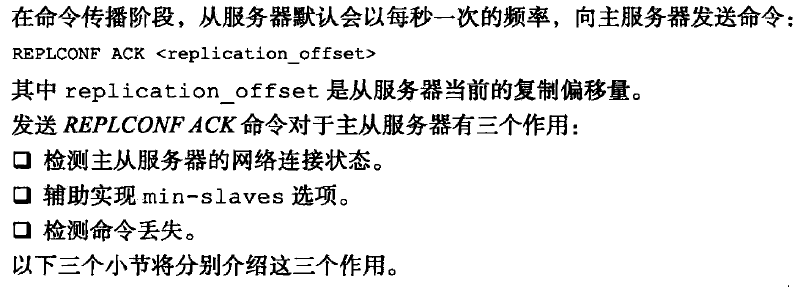 在命令传播阶段，从服务器默认会以每秒一次的频率，向主服务器发送命令：
REPLCONF ACK <replication_offset>
其中 replication_offset 是从服务器当前的复制偏移量。
发送 REPLCONF ACK 命令对于主从服务器有三个作用：
❑ 检测主从服务器的网络连接状态。
❑ 辅助实现 min-slaves 选项。
❑ 检测命令丢失。
以下三个小节将分别介绍这三个作用。